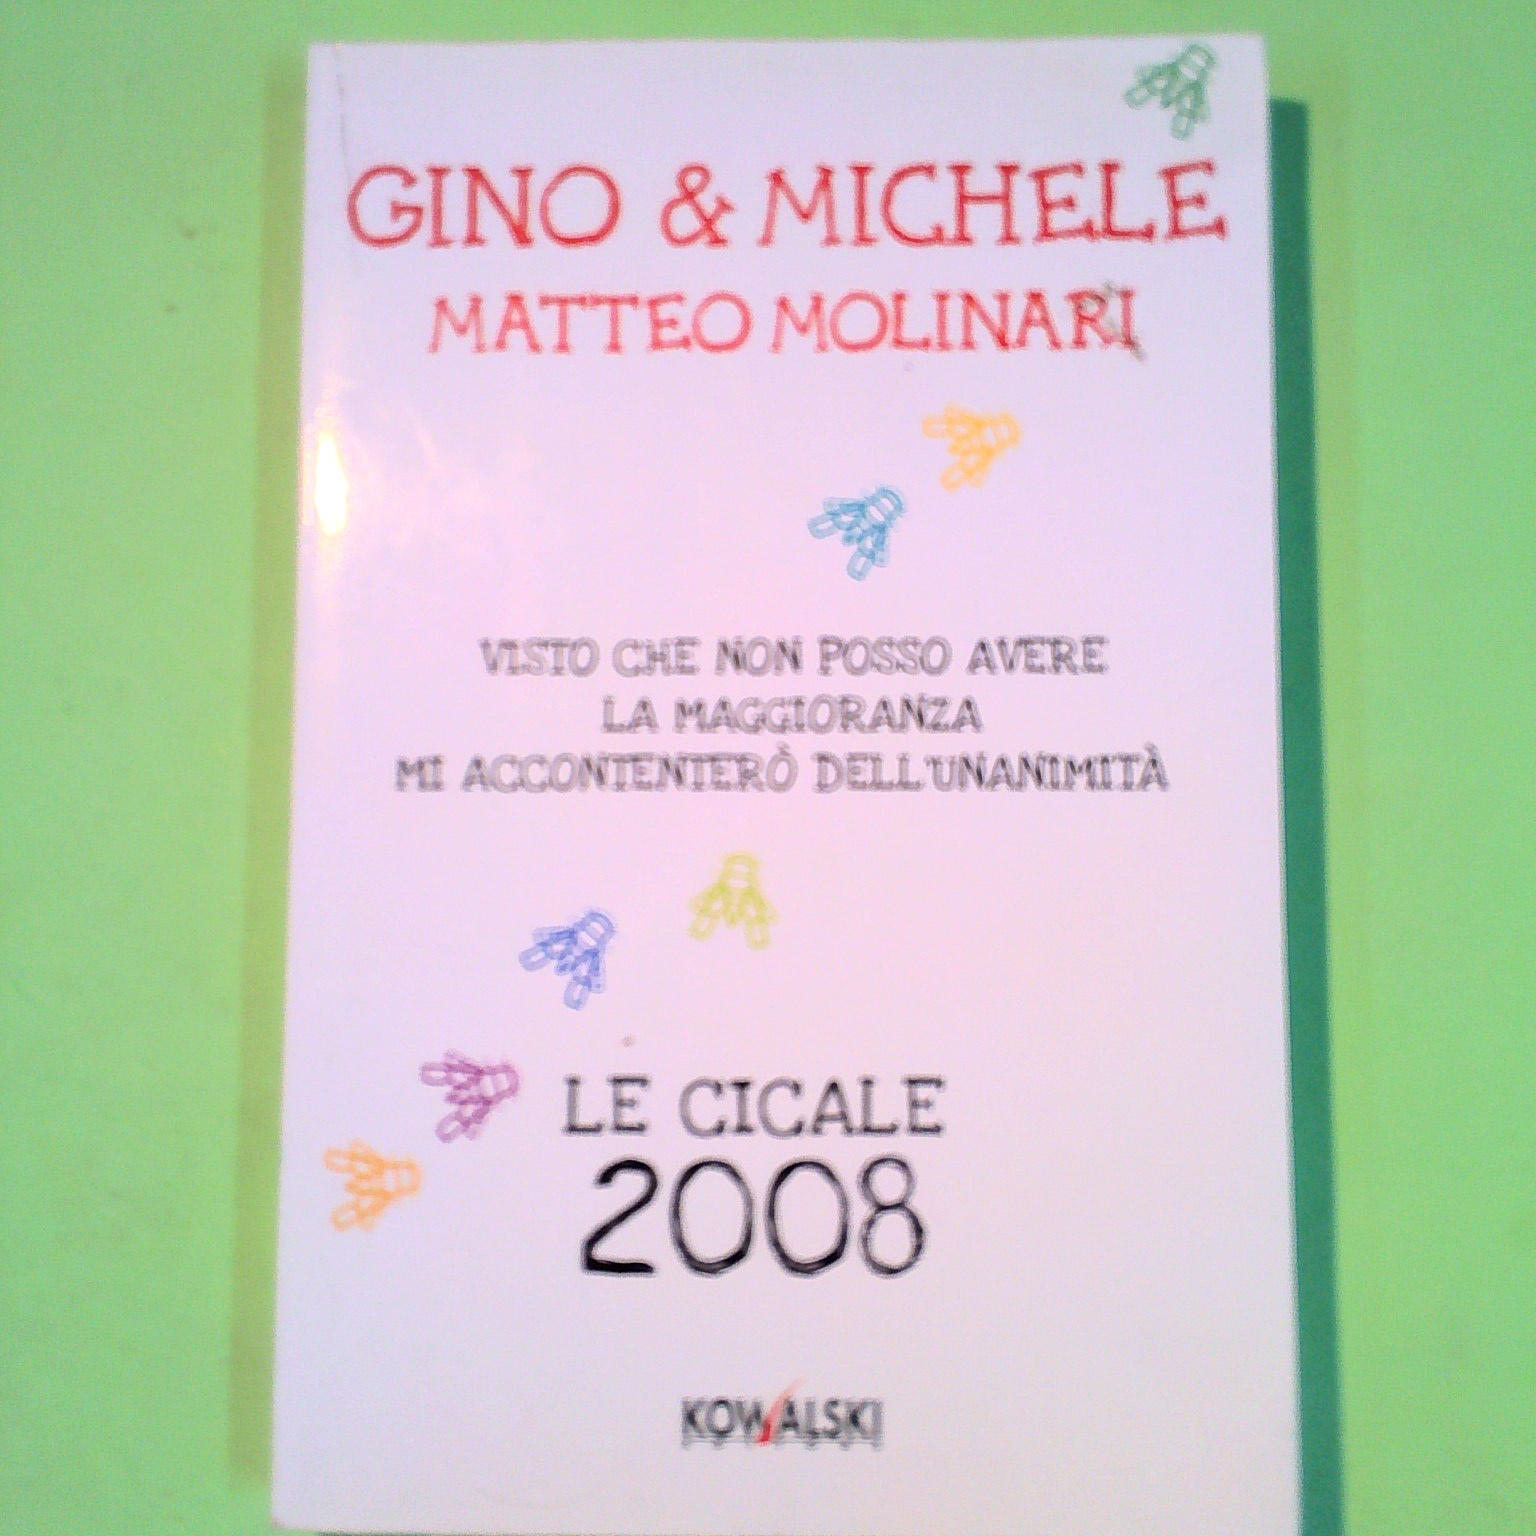 GINO & MICHELE
MATTEO MOLINARI
VISTO CHE NON POSSO AVERE
LA MAGGIORANZA
MI ACCONTENTERÒ DELL'UNANIMITÀ
LE CICALE
2008
KOWALSKI